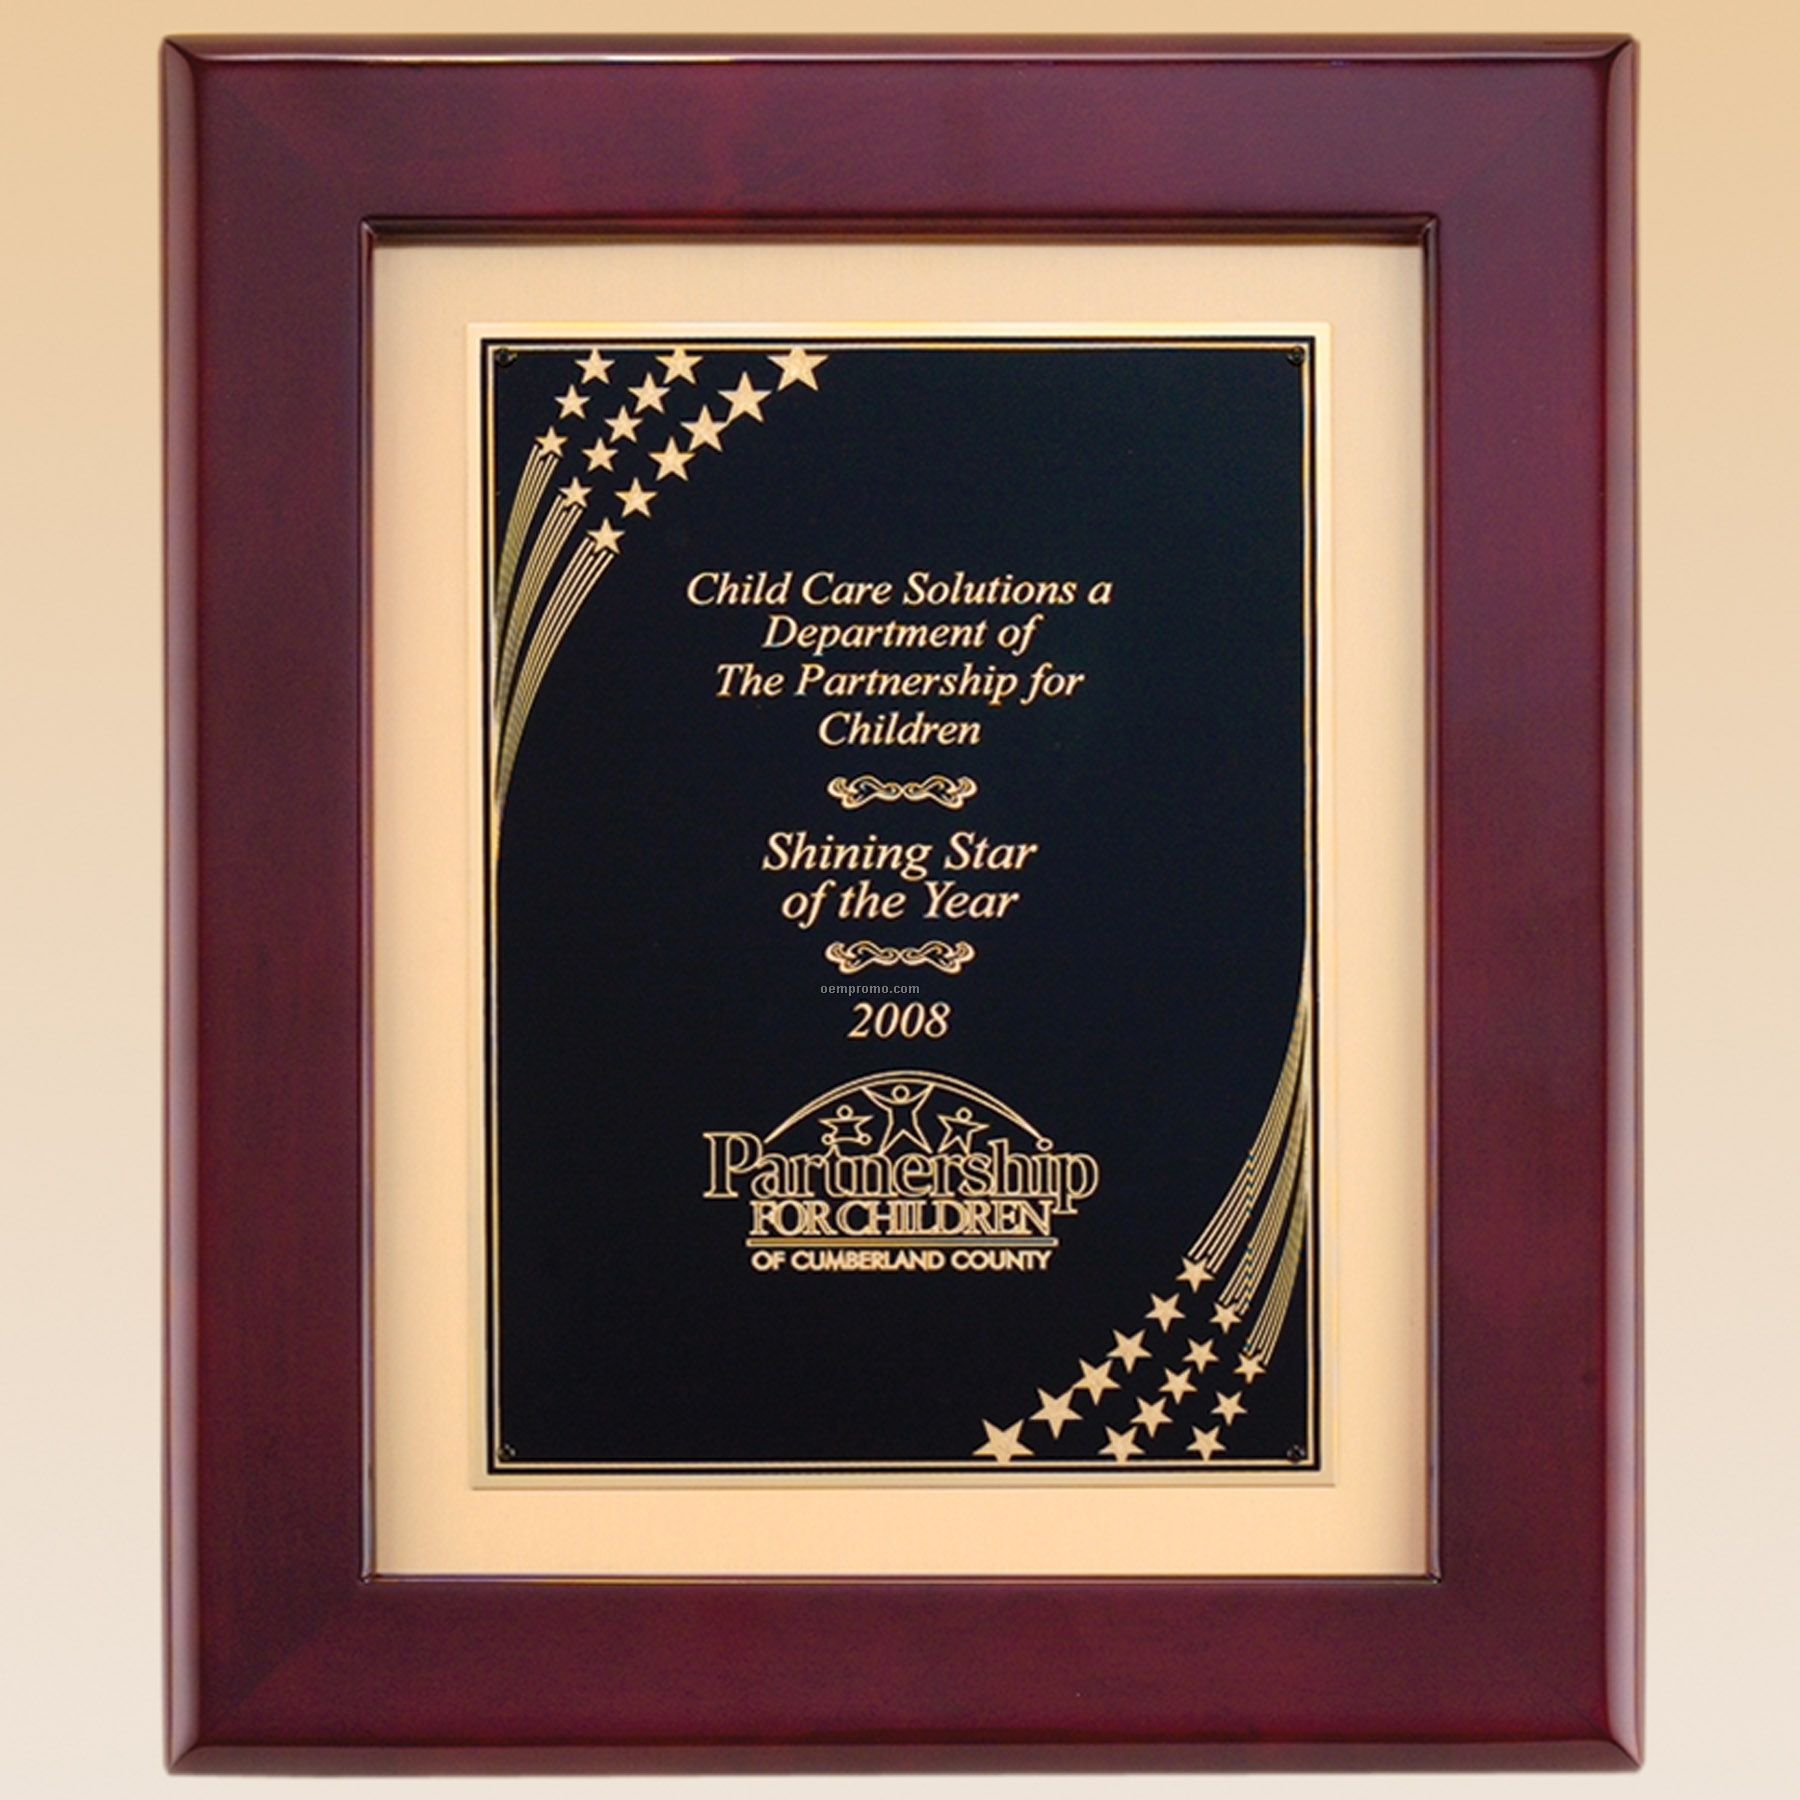 Child Care Solutions a
Department of
The Partnership for
Children
Shining Star
of the Year
oempromo.com
2008
Partnership
FOR CHILDREN
OF CUMBERLAND COUNTY